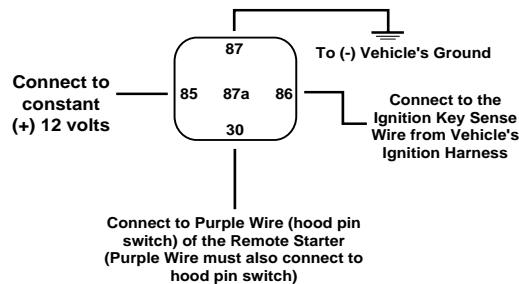 87
To (-) Vehicle's Ground
Connect to
constant
(+) 12 volts
85 87a 86
30
Connect to the
Ignition Key Sense
Wire from Vehicle's
Ignition Harness
Connect to Purple Wire (hood pin
switch) of the Remote Starter
(Purple Wire must also connect to
hood pin switch)